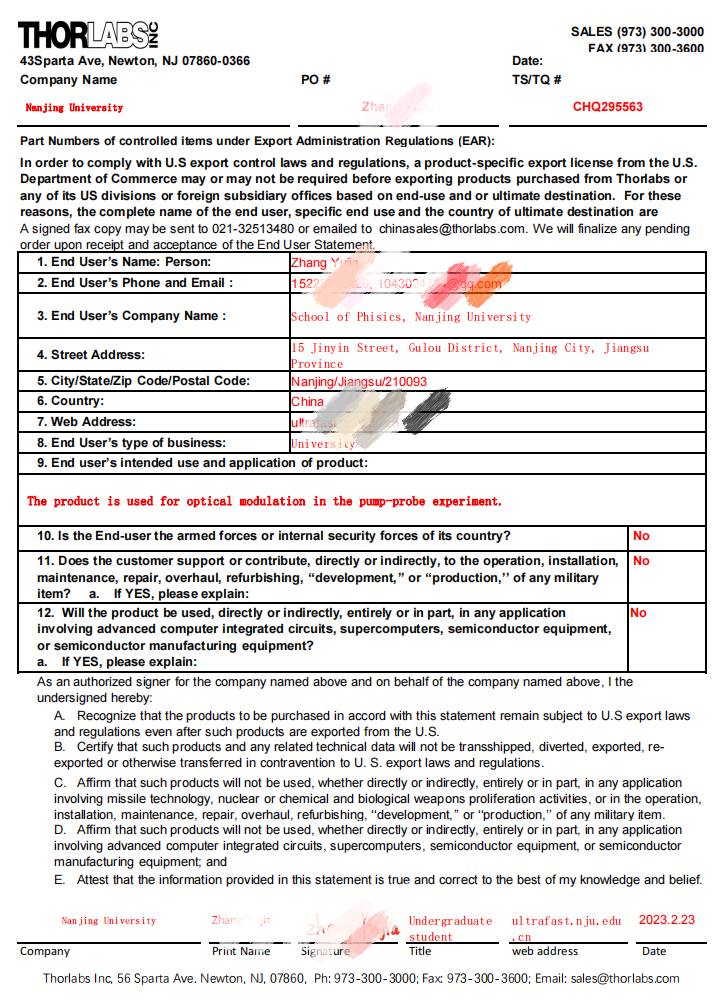 THORLABS INC
SALES (973) 300-3000
FAX (973) 300-3600
43Sparta Ave, Newton, NJ 07860-0366 Date:
Company Name PO # TS/TQ #
Nanjing University CHQ295563
Part Numbers of controlled items under Export Administration Regulations (EAR):
In order to comply with U.S export control laws and regulations, a product-specific export license from the U.S.
Department of Commerce may or may not be required before exporting products purchased from Thorlabs or
any of its US divisions or foreign subsidiary offices based on end-use and or ultimate destination. For these
reasons, the complete name of the end user, specific end use and the country of ultimate destination are
A signed fax copy may be sent to 021-32513480 or emailed to chinasales@thorlabs.com. We will finalize any pending
order upon receipt and acceptance of the End User Statement.
1. End User's Name: Person: Zhang
2. End User's Phone and Email :
3. End User's Company Name : School of Phisics, Nanjing University
4. Street Address: 15 Jinyin Street, Gulou District, Nanjing City, Jiangsu
Province
5. City/State/Zip Code/Postal Code: Nanjing/Jiangsu/210093
6. Country: China
7. Web Address:
8. End User's type of business: University
9. End user's intended use and application of product:
The product is used for optical modulation in the pump-probe experiment.
10. Is the End-user the armed forces or internal security forces of its country? No
11. Does the customer support or contribute, directly or indirectly, to the operation, installation, No
maintenance, repair, overhaul, refurbishing, “development,” or “production,’’ of any military
item? a. If YES, please explain:
12. Will the product be used, directly or indirectly, entirely or in part, in any application No
involving advanced computer integrated circuits, supercomputers, semiconductor equipment,
or semiconductor manufacturing equipment?
a. If YES, please explain:
As an authorized signer for the company named above and on behalf of the company named above, I the
undersigned hereby:
A. Recognize that the products to be purchased in accord with this statement remain subject to U.S export laws
and regulations even after such products are exported from the U.S.
B. Certify that such products and any related technical data will not be transshipped, diverted, exported, re-
exported or otherwise transferred in contravention to U. S. export laws and regulations.
C. Affirm that such products will not be used, whether directly or indirectly, entirely or in part, in any application
involving missile technology, nuclear or chemical and biological weapons proliferation activities, or in the operation,
installation, maintenance, repair, overhaul, refurbishing, “development,” or “production,” of any military item.
D. Affirm that such products will not be used, whether directly or indirectly, entirely or in part, in any application
involving advanced computer integrated circuits, supercomputers, semiconductor equipment, or semiconductor
manufacturing equipment; and
E. Attest that the information provided in this statement is true and correct to the best of my knowledge and belief.
Nanjing University Zhang Undergraduate ultrafast.nju.edu 2023.2.23
student .cn
Company Print Name Signature Title web address Date
Thorlabs Inc, 56 Sparta Ave. Newton, NJ, 07860, Ph: 973-300-3000; Fax: 973-300-3600; Email: sales@thorlabs.com